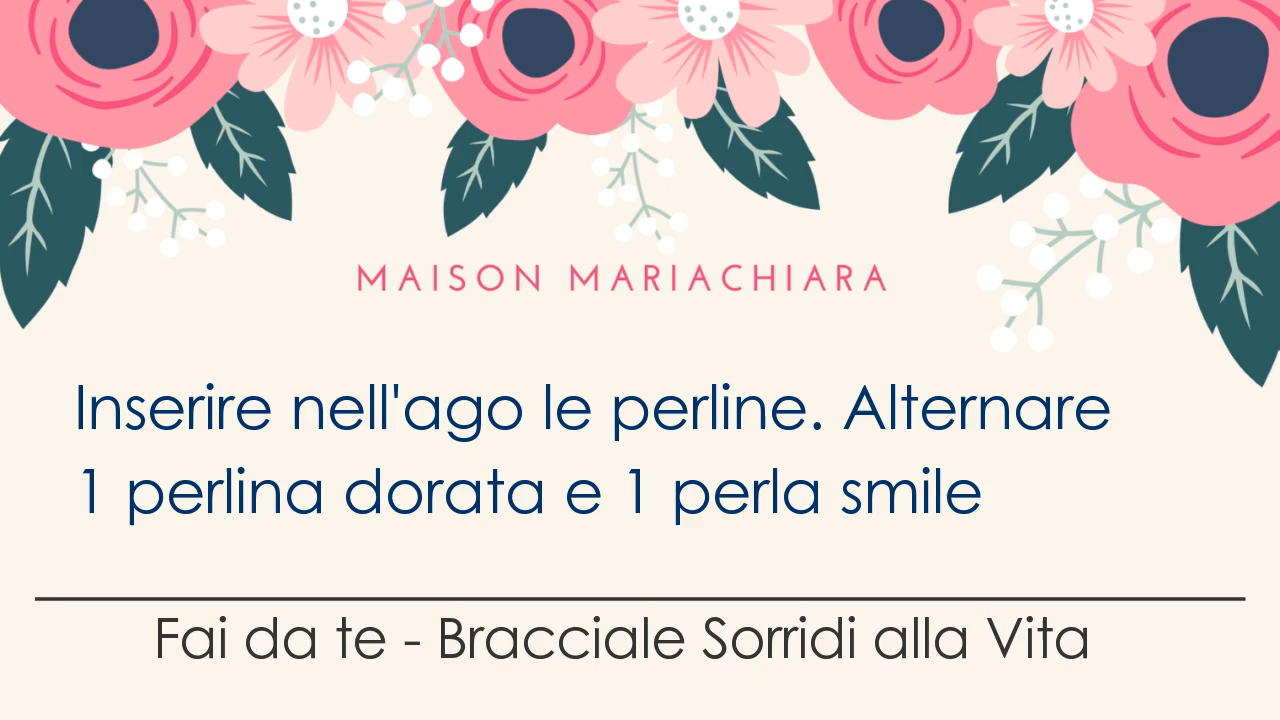 MAISON MARIACHIARA
Inserire nell'ago le perline. Alternare
1 perlina dorata e 1 perla smile
Fai da te - Bracciale Sorridi alla Vita